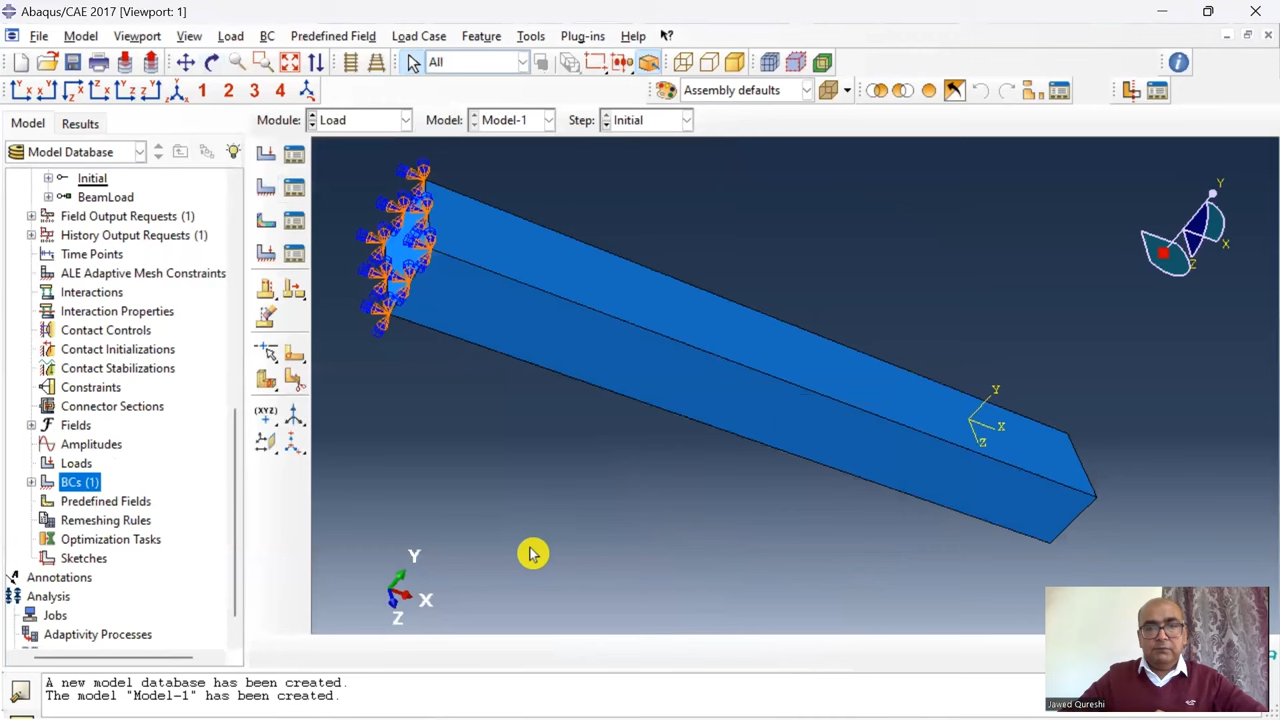 Abaqus/CAE 2017 [Viewport: 1]
File Model Viewport View Load BC Predefined Field Load Case Feature Tools Plug-ins Help
All
1 2 3 4
Assembly defaults
Model Results
Module: Load Model: Model-1 Step: Initial
Model Database
Initial
BeamLoad
Field Output Requests (1)
History Output Requests (1)
Time Points
ALE Adaptive Mesh Constraints
Interactions
Interaction Properties
Contact Controls
Contact Initializations
Contact Stabilizations
Constraints
Connector Sections
Fields
Amplitudes
Loads
BCs (1)
Predefined Fields
Remeshing Rules
Optimization Tasks
Sketches
Annotations
Analysis
Jobs
Adaptivity Processes
(XYZ)
Y
X
Z
Y
X
Z
Y
X
Z
A new model database has been created.
The model "Model-1" has been created.
Jawed Qureshi